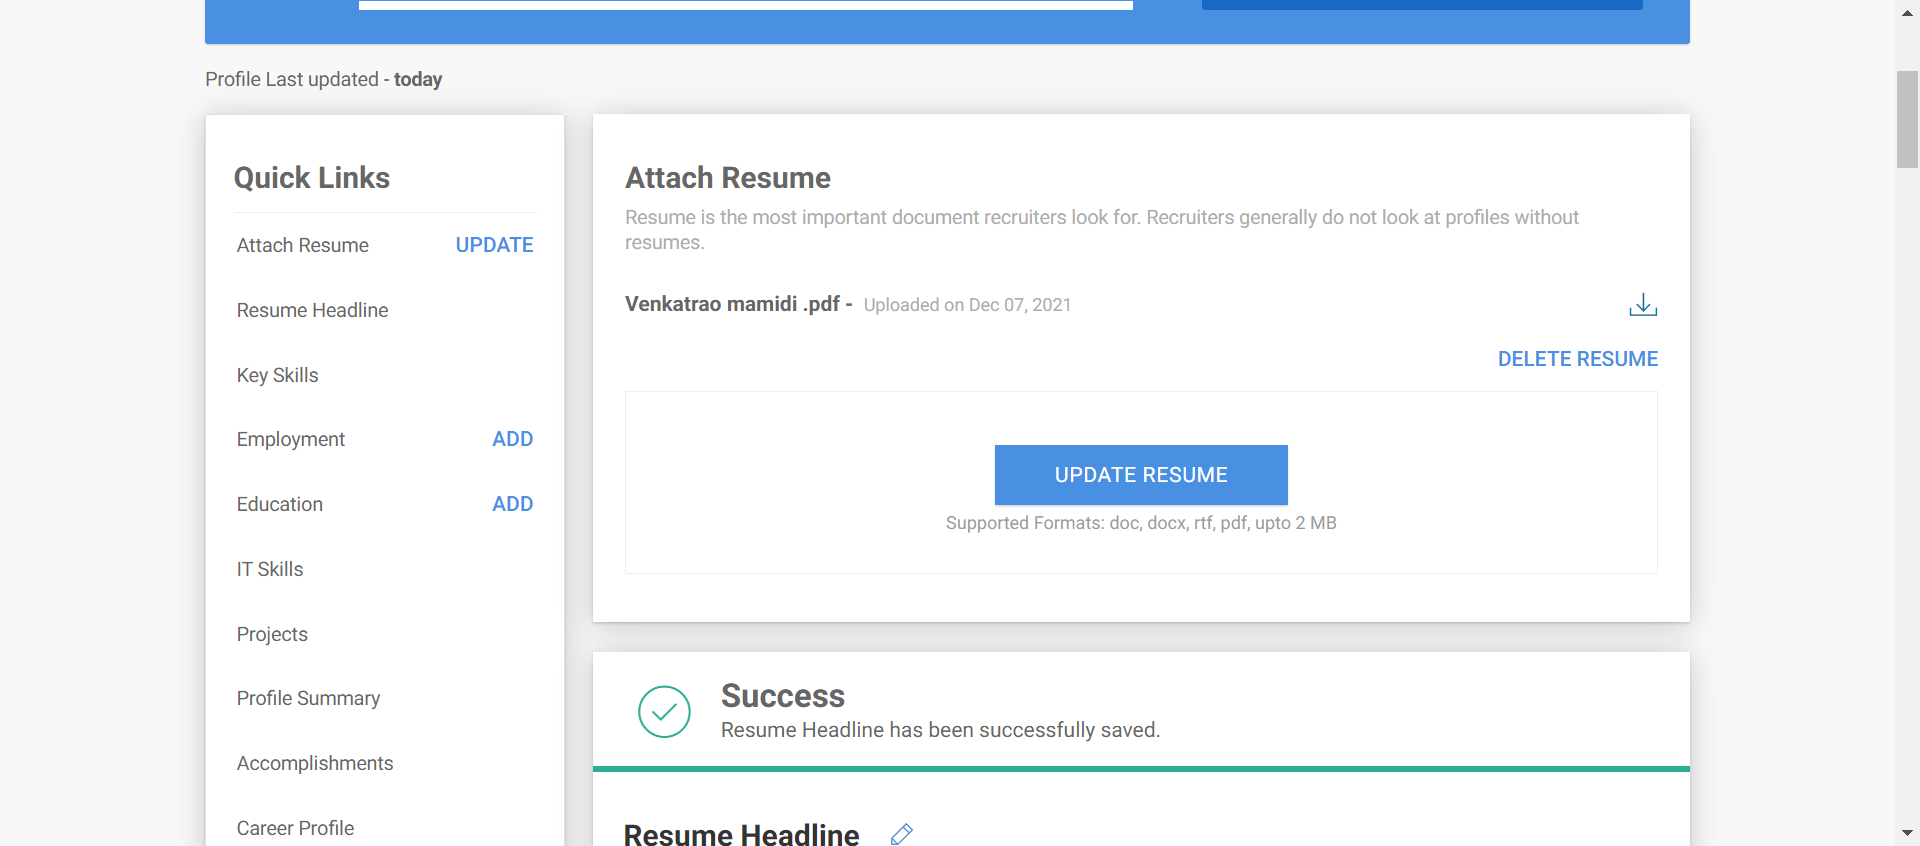 Profile Last updated - today
Quick Links
Attach Resume UPDATE
Resume Headline
Key Skills
Employment ADD
Education ADD
IT Skills
Projects
Profile Summary
Accomplishments
Career Profile
Attach Resume
Resume is the most important document recruiters look for. Recruiters generally do not look at profiles without
resumes.
Venkatrao mamidi .pdf - Uploaded on Dec 07, 2021
DELETE RESUME
UPDATE RESUME
Supported Formats: doc, docx, rtf, pdf, upto 2 MB
Success
Resume Headline has been successfully saved.
Resume Headline